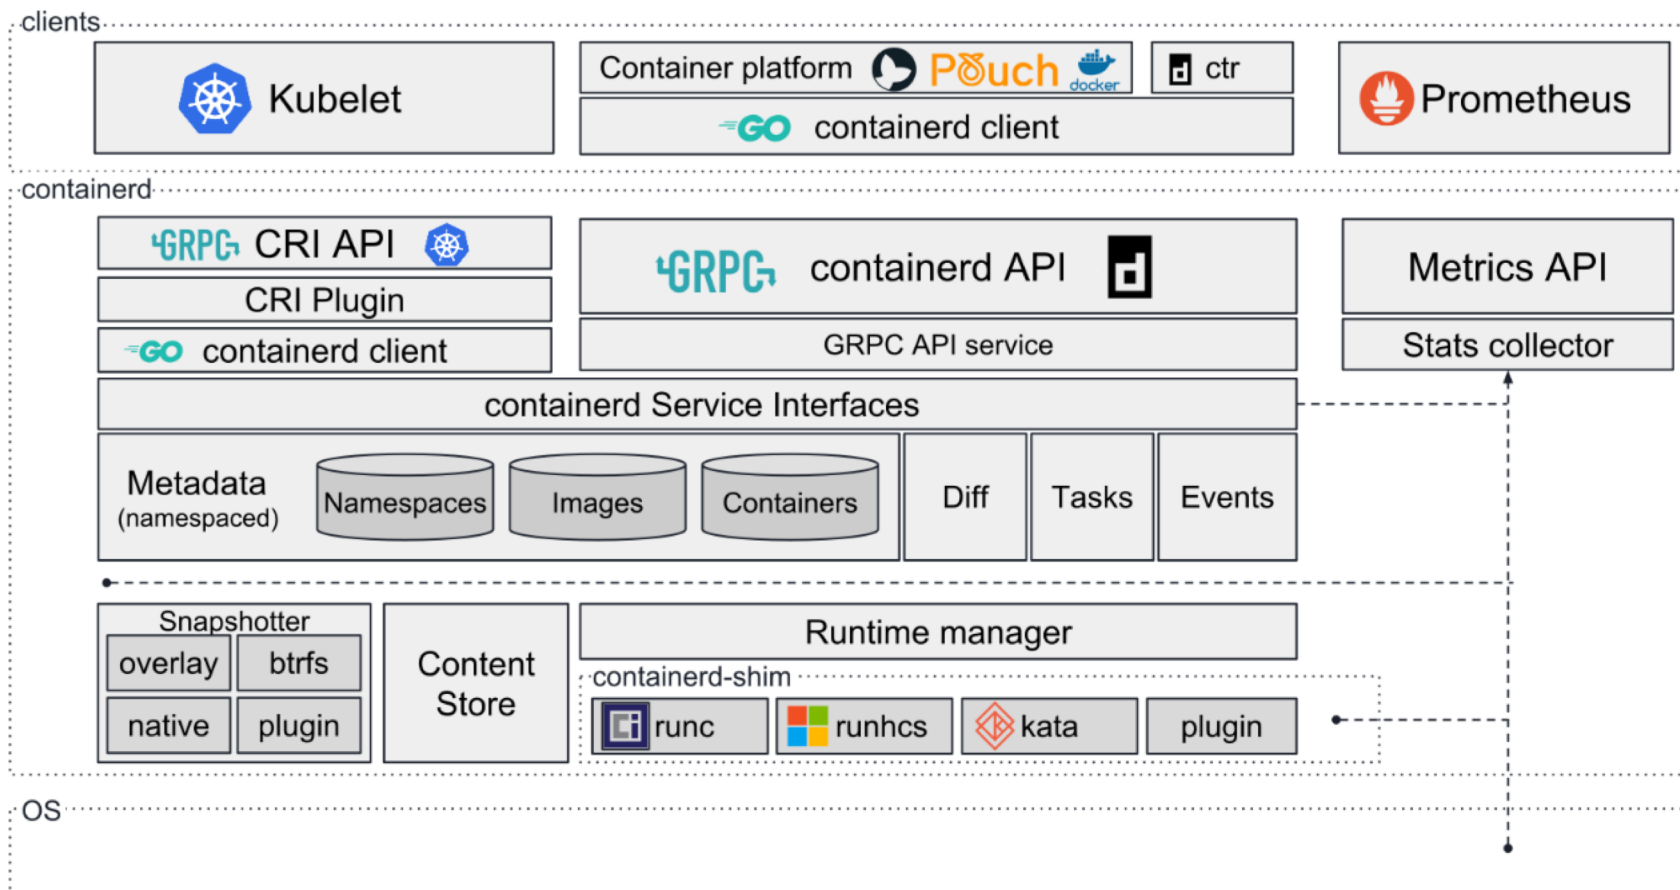 clients
Kubelet
Container platform Pouch docker
ctr
GO containerd client
Prometheus
containerd
GRPC CRI API
CRI Plugin
GO containerd client
GRPC containerd API d
GRPC API service
Metrics API
Stats collector
containerd Service Interfaces
Metadata
(namespaced)
Namespaces
Images
Containers
Diff
Tasks
Events
Snapshotter
overlay
btrfs
native
plugin
Content
Store
Runtime manager
containerd-shim
runc
runhcs
kata
plugin
OS